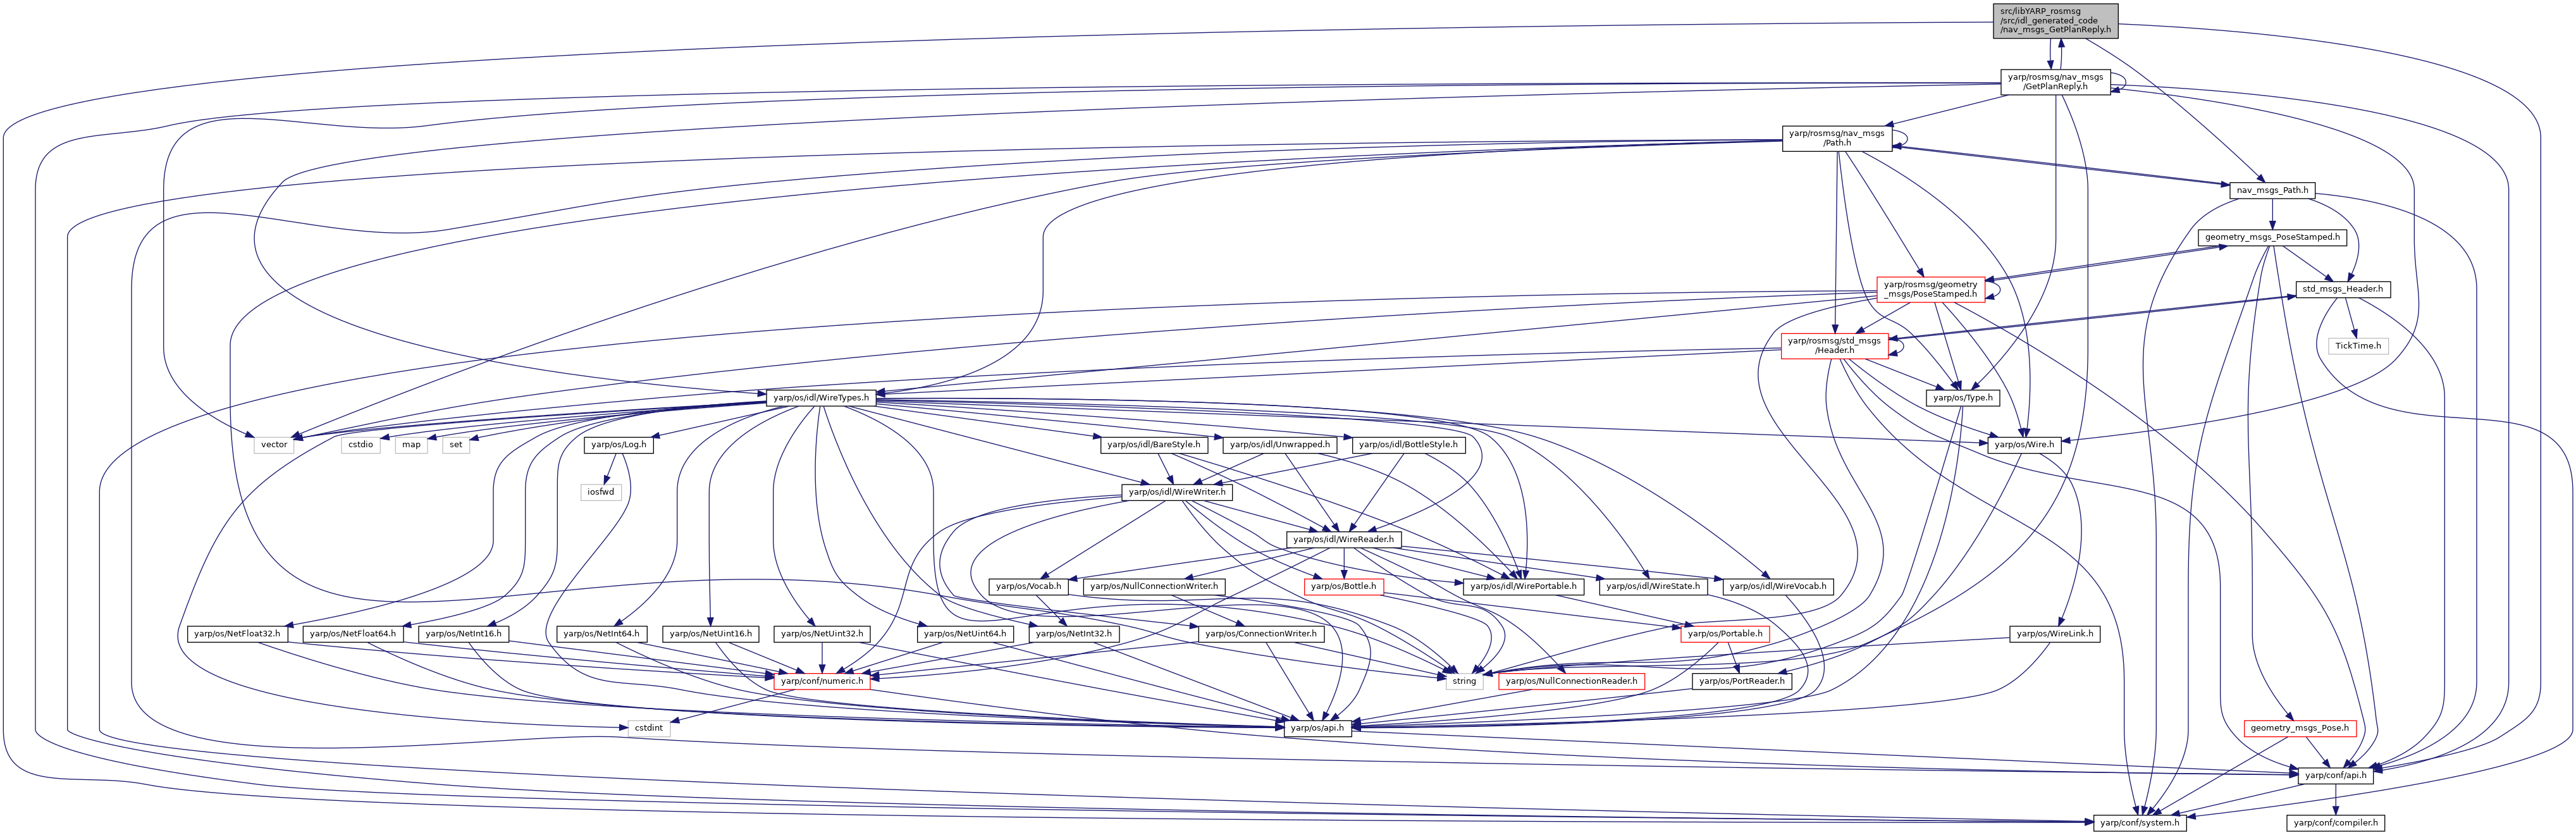 src/libYARP_rosmsg
/src/idl_generated_code
/nav_msgs_GetPlanReply.h
yarp/rosmsg/nav_msgs
/GetPlanReply.h
yarp/rosmsg/nav_msgs
/Path.h
nav_msgs_Path.h
geometry_msgs_PoseStamped.h
yarp/rosmsg/geometry
_msgs/PoseStamped.h
std_msgs_Header.h
yarp/rosmsg/std_msgs
/Header.h
TickTime.h
yarp/os/idl/WireTypes.h
yarp/os/Type.h
vector
cstdio
map
set
yarp/os/Log.h
yarp/os/idl/BareStyle.h
yarp/os/idl/Unwrapped.h
yarp/os/idl/BottleStyle.h
yarp/os/Wire.h
iosfwd
yarp/os/idl/WireWriter.h
yarp/os/idl/WireReader.h
yarp/os/Vocab.h
yarp/os/NullConnectionWriter.h
yarp/os/Bottle.h
yarp/os/idl/WirePortable.h
yarp/os/idl/WireState.h
yarp/os/idl/WireVocab.h
yarp/os/NetFloat32.h
yarp/os/NetFloat64.h
yarp/os/NetInt16.h
yarp/os/NetInt64.h
yarp/os/NetUint16.h
yarp/os/NetUint32.h
yarp/os/NetUint64.h
yarp/os/NetInt32.h
yarp/os/ConnectionWriter.h
yarp/os/Portable.h
yarp/os/WireLink.h
yarp/conf/numeric.h
string
yarp/os/NullConnectionReader.h
yarp/os/PortReader.h
cstdint
yarp/os/api.h
geometry_msgs_Pose.h
yarp/conf/api.h
yarp/conf/system.h
yarp/conf/compiler.h